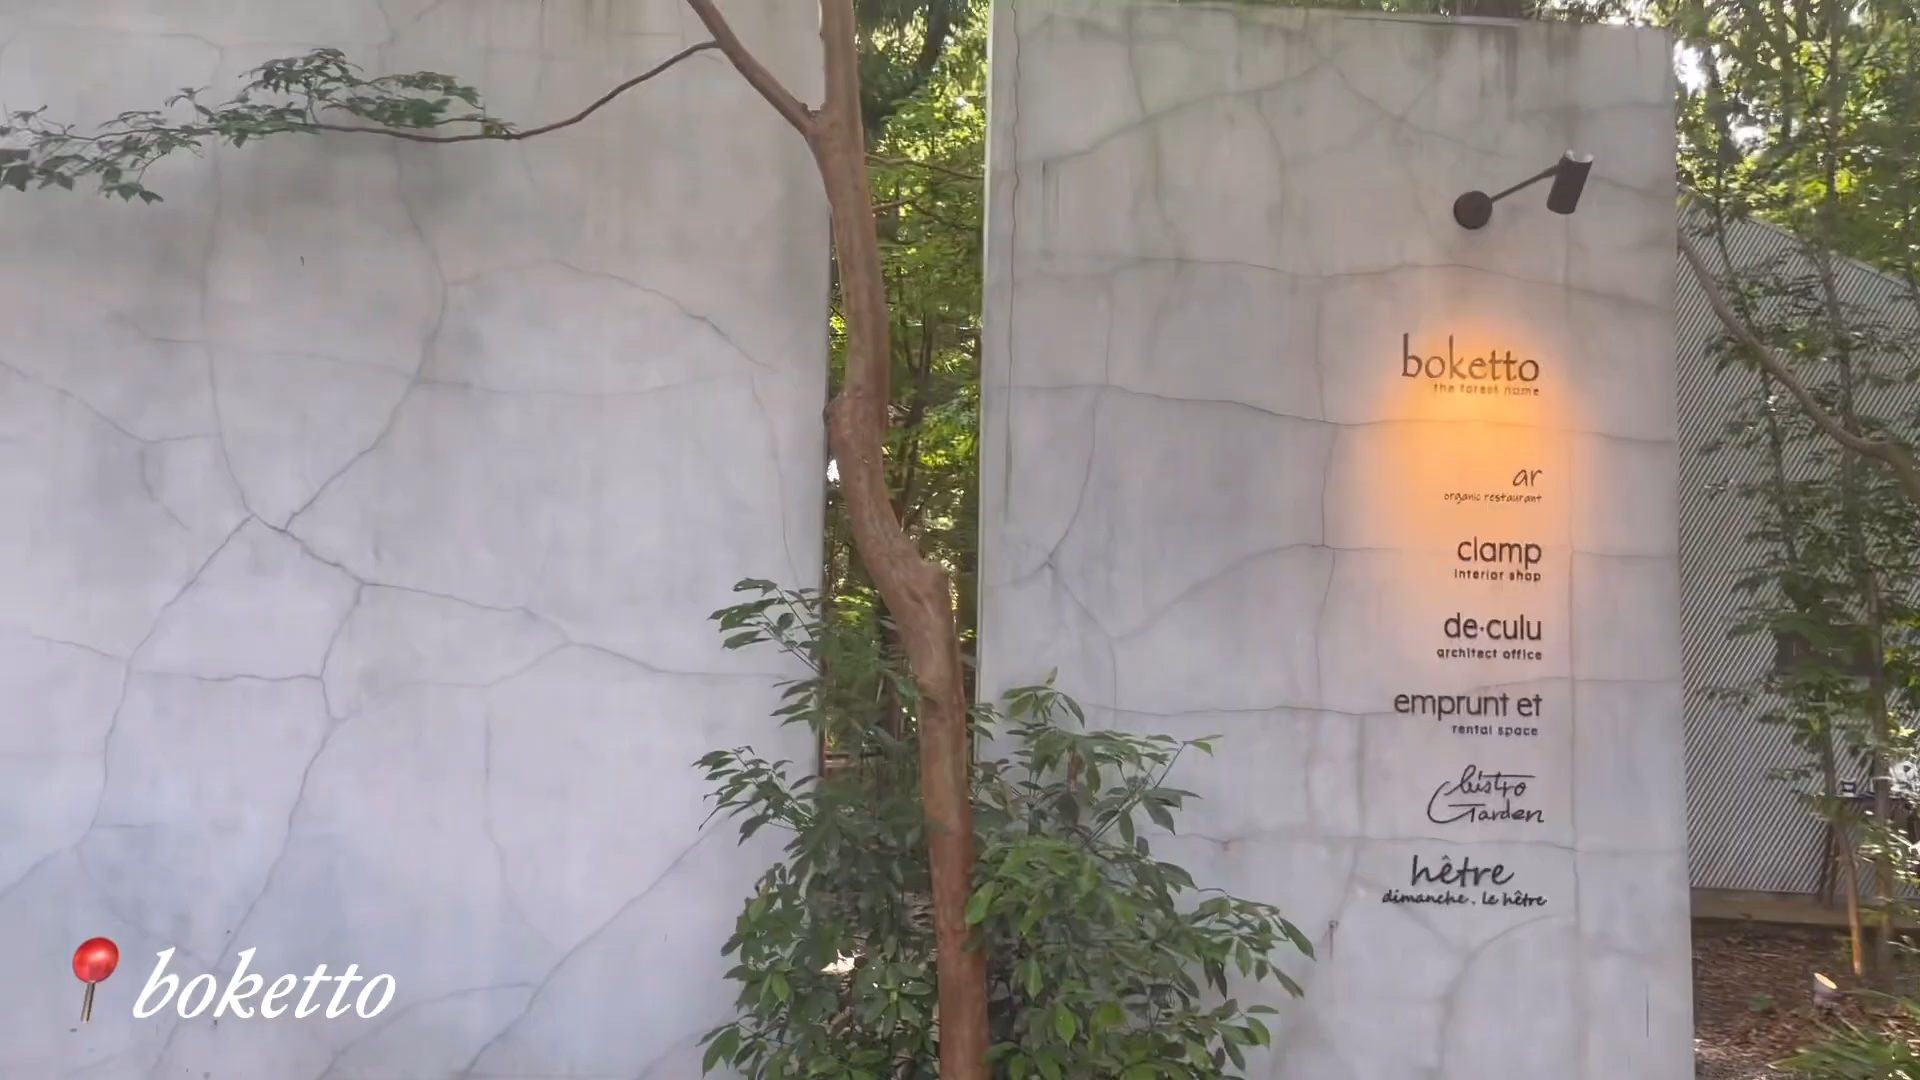 boketto
the forest name
ar
organic restaurant
clamp
interior shop
de·culu
architect office
emprunt et
rental space
bistro
Garden
hêtre
dimanche. le hêtre
boketto